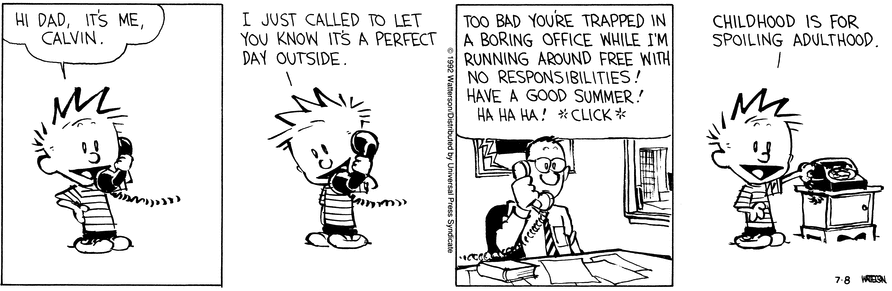 HI DAD, IT'S ME,
CALVIN.
I JUST CALLED TO LET
YOU KNOW IT'S A PERFECT
DAY OUTSIDE.
© 1992 Watterson/Distributed by Universal Press Syndicate
TOO BAD YOU'RE TRAPPED IN
A BORING OFFICE WHILE I'M
RUNNING AROUND FREE WITH
NO RESPONSIBILITIES!
HAVE A GOOD SUMMER!
HA HA HA! *CLICK*
CHILDHOOD IS FOR
SPOILING ADULTHOOD.
7-8 WATTERSON